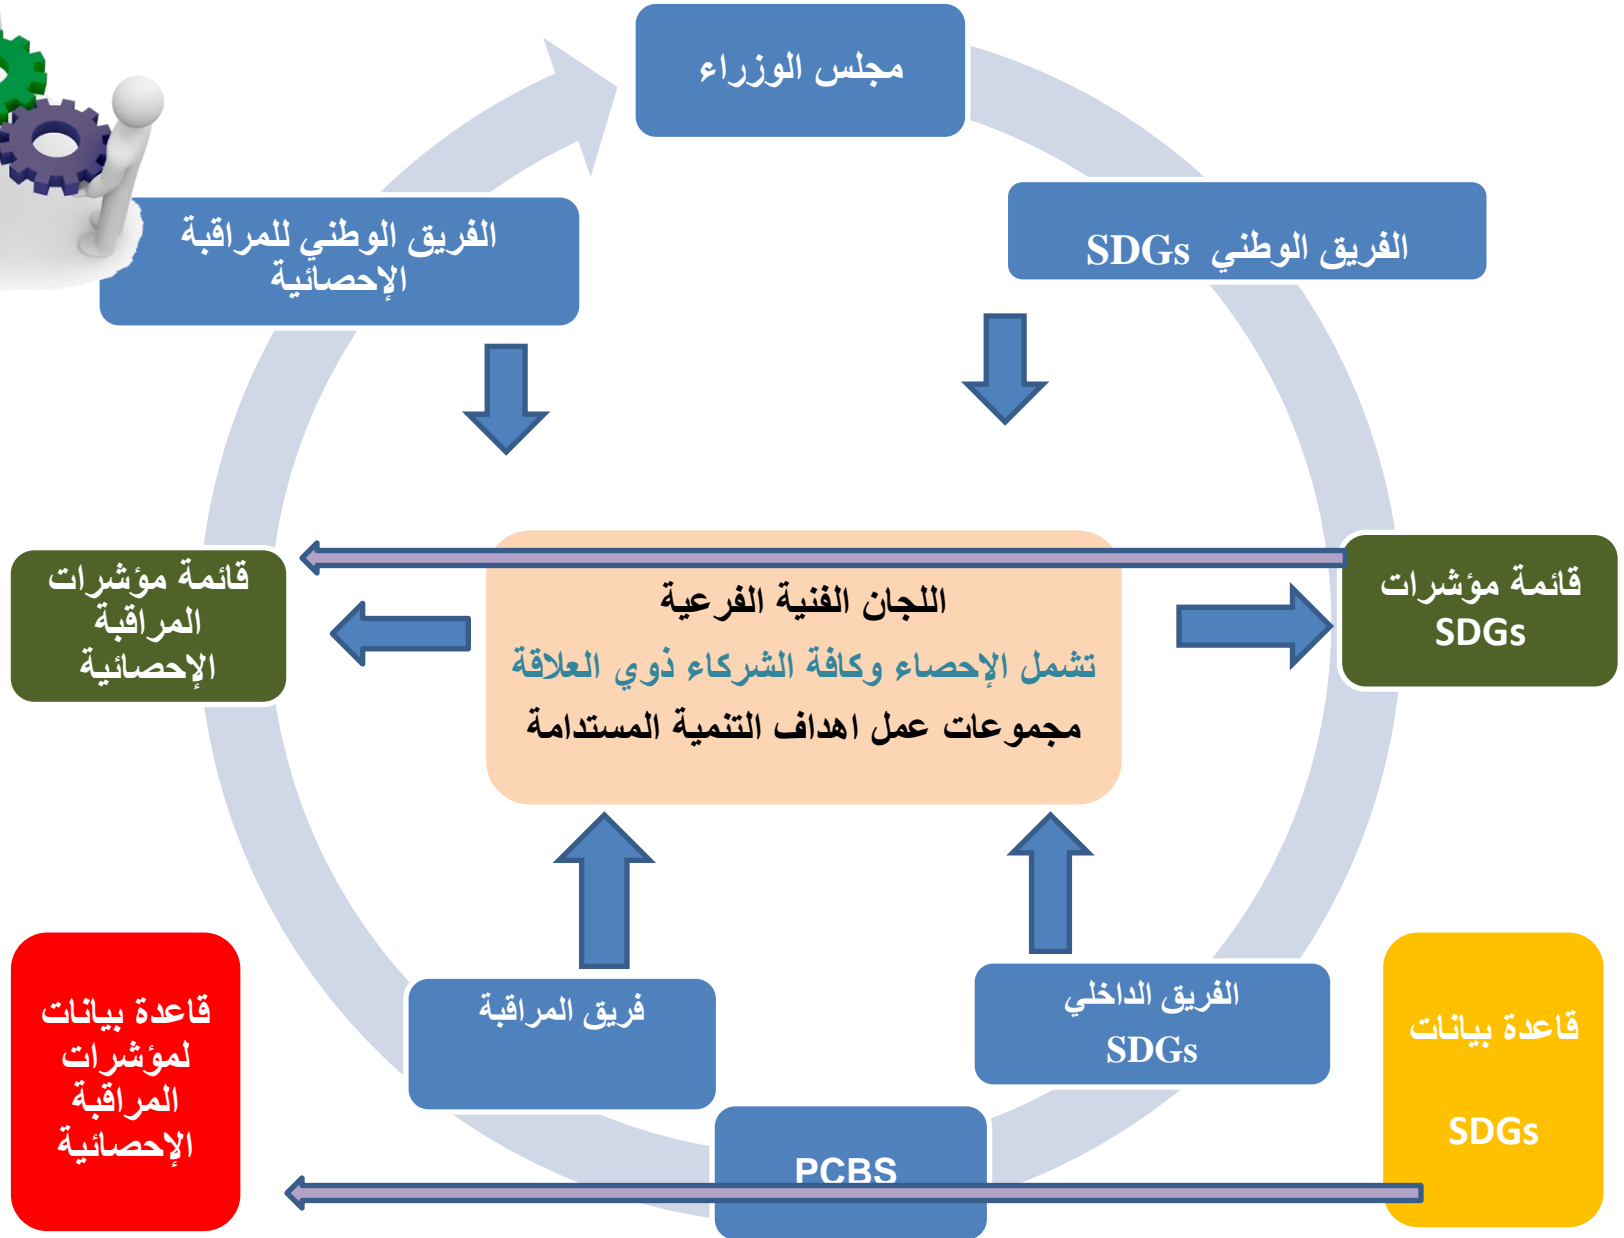 مجلس الوزراء
الفريق الوطني SDGs
الفريق الوطني للمراقبة
الإحصائية
قائمة مؤشرات
SDGs
اللجان الفنية الفرعية
تشمل الإحصاء وكافة الشركاء ذوي العلاقة
مجموعات عمل اهداف التنمية المستدامة
قائمة مؤشرات
المراقبة
الإحصائية
قاعدة بيانات
SDGs
الفريق الداخلي
SDGs
فريق المراقبة
قاعدة بيانات
لمؤشرات
المراقبة
الإحصائية
PCBS